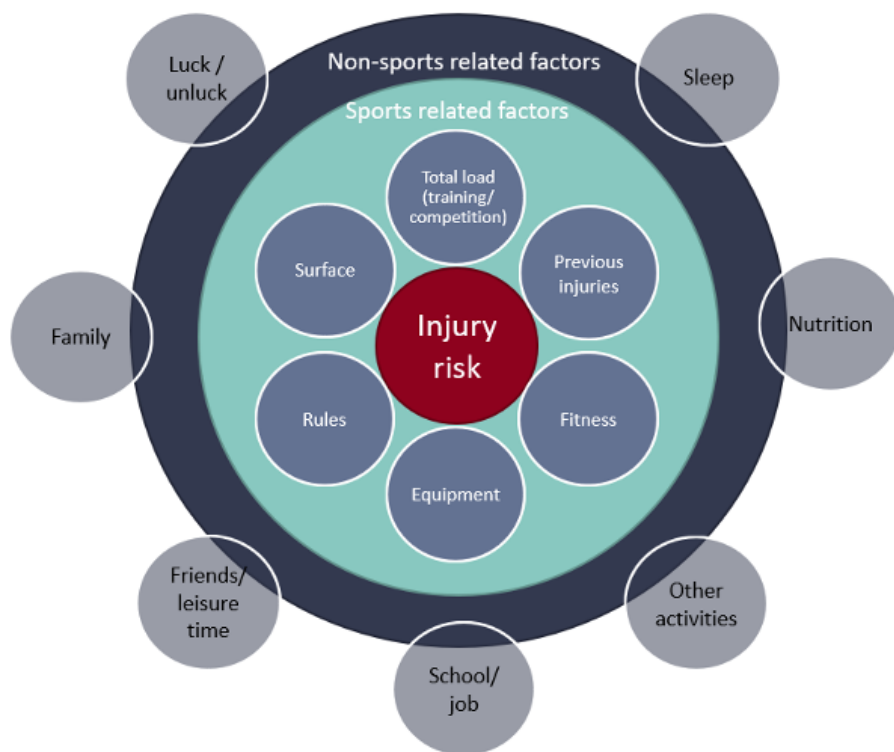 Luck /
unluck
Non-sports related factors
Sleep
Sports related factors
Total load
(training/
competition)
Surface
Previous
injuries
Family
Injury
risk
Nutrition
Rules
Fitness
Equipment
Friends/
leisure
time
Other
activities
School/
job